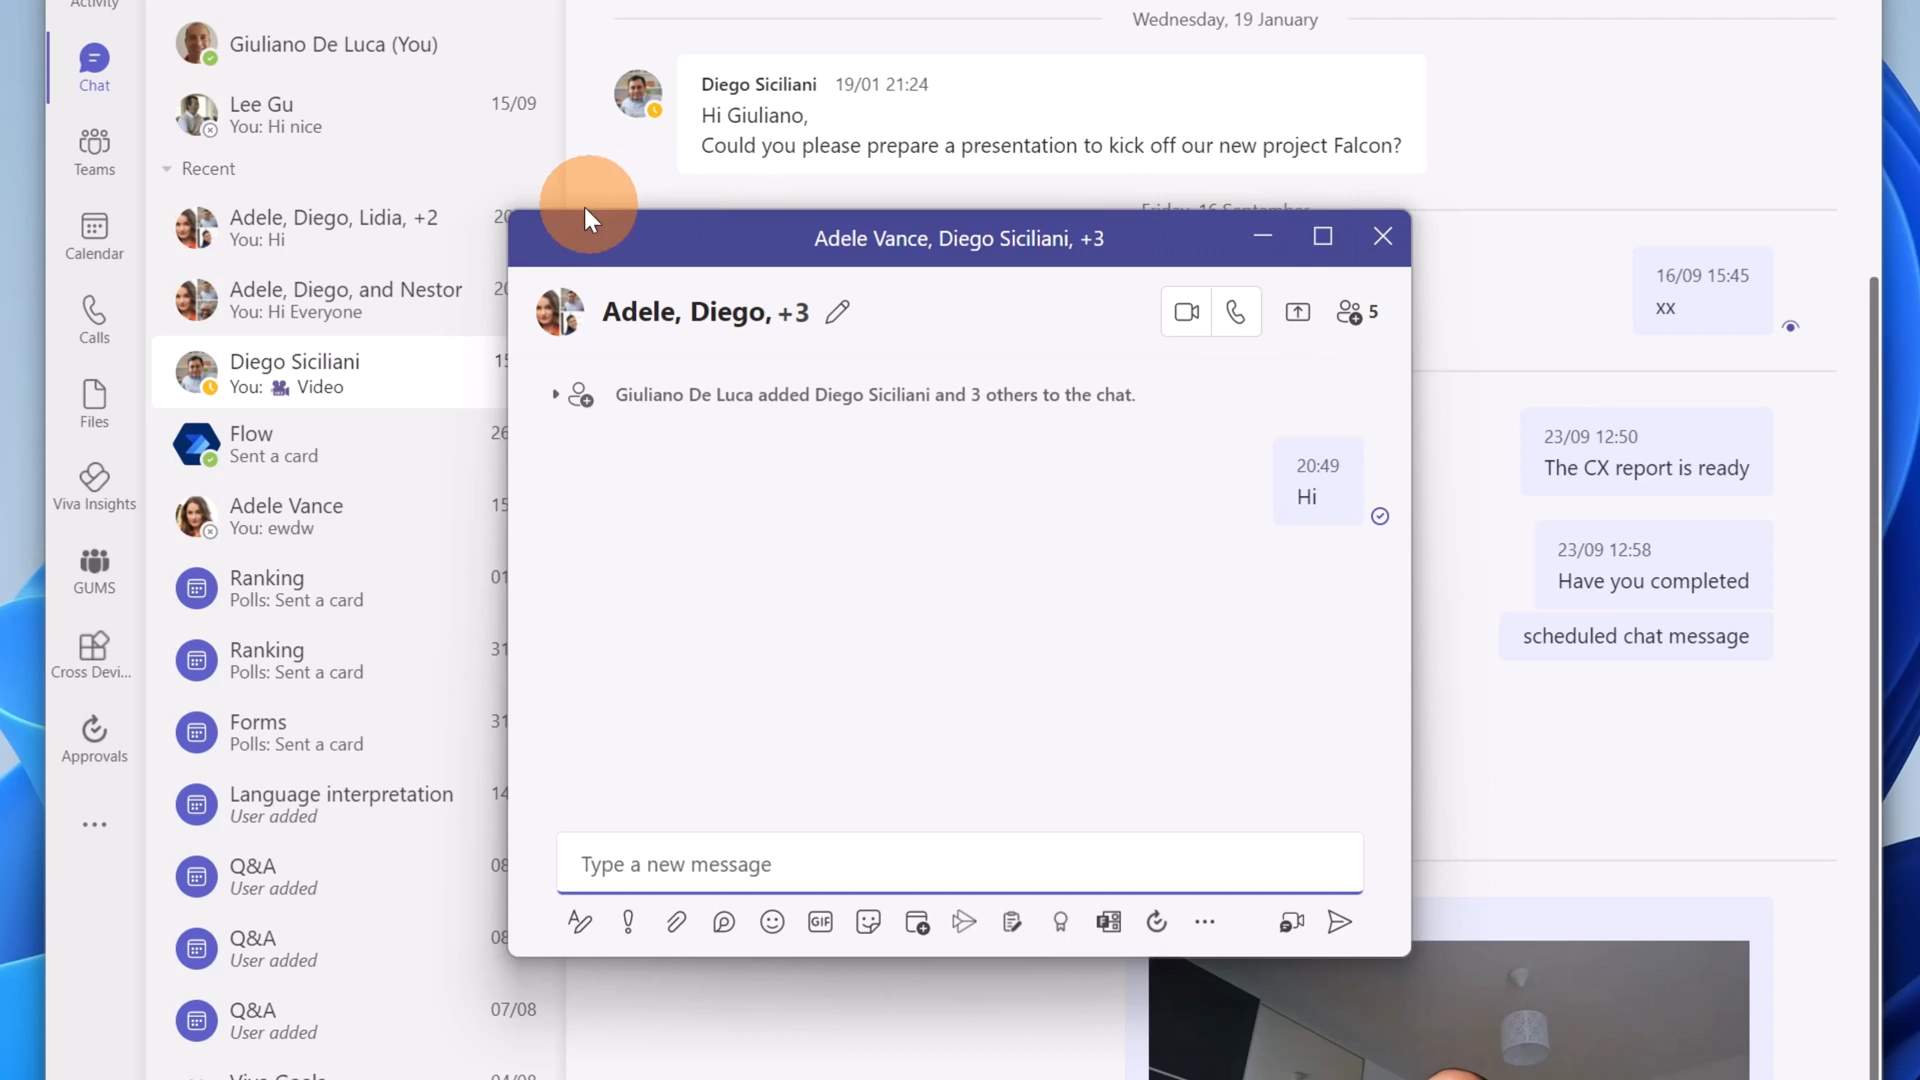 Activity
Chat
Teams
Calendar
Calls
Files
Viva Insights
GUMS
Cross Devi...
Approvals
Giuliano De Luca (You)
Lee Gu
15/09
You: Hi nice
Recent
Adele, Diego, Lidia, +2
You: Hi
Adele, Diego, and Nestor
You: Hi Everyone
Diego Siciliani
You: Video
Flow
Sent a card
Adele Vance
You: ewdw
Ranking
Polls: Sent a card
Ranking
Polls: Sent a card
Forms
Polls: Sent a card
Language interpretation
User added
Q&A
User added
Q&A
User added
Q&A
07/08
User added
Wednesday, 19 January
Diego Siciliani 19/01 21:24
Hi Giuliano,
Could you please prepare a presentation to kick off our new project Falcon?
Friday, 16 September
16/09 15:45
xx
23/09 12:50
The CX report is ready
23/09 12:58
Have you completed
scheduled chat message
Adele Vance, Diego Siciliani, +3
Adele, Diego, +3
5
Giuliano De Luca added Diego Siciliani and 3 others to the chat.
20:49
Hi
Type a new message
GIF